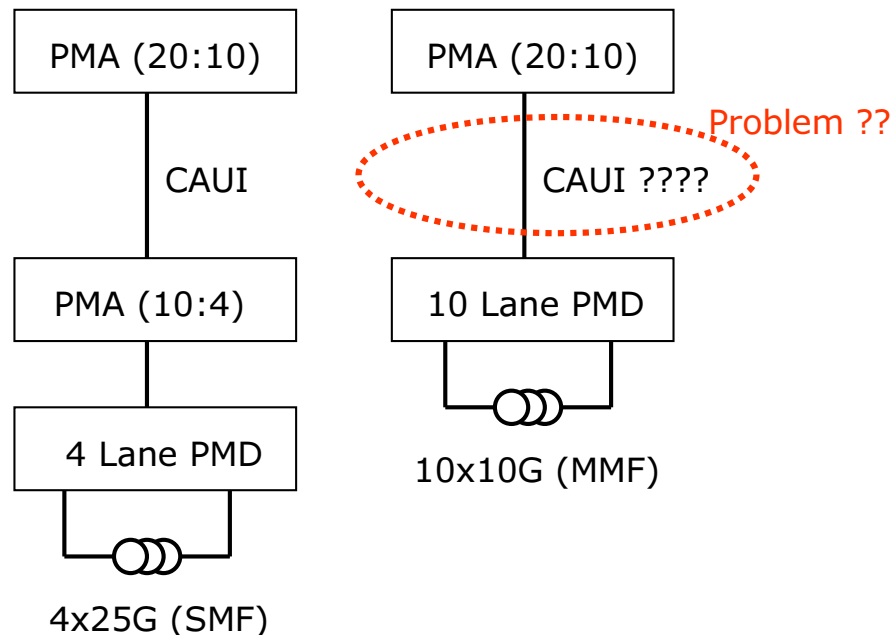 PMA (20:10)
CAUI
PMA (10:4)
4 Lane PMD
4x25G (SMF)
PMA (20:10)
Problem ??
CAUI ????
10 Lane PMD
10x10G (MMF)